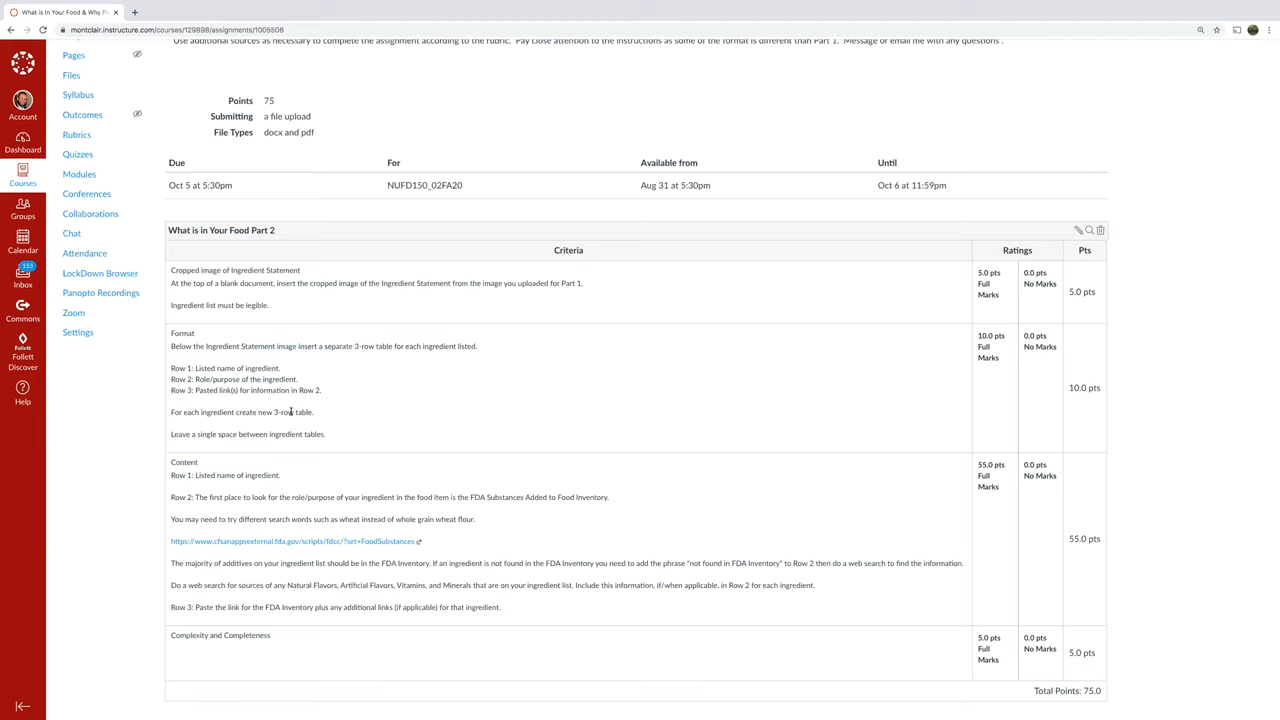 What is In Your Food & Why Pa
montclair.instructure.com/courses/129898/assignments/1005506
Use additional sources as necessary to complete the assignment according to the rubric. Pay close attention to the instructions as some of the format is different than Part 1. Message or email me with any questions .
Account
Dashboard
Courses
Groups
Calendar
153
Inbox
Commons
Follett
Follett
Discover
Help
Pages
Files
Syllabus
Outcomes
Rubrics
Quizzes
Modules
Conferences
Collaborations
Chat
Attendance
LockDown Browser
Panopto Recordings
Zoom
Settings
Points 75
Submitting a file upload
File Types docx and pdf
Due For Available from Until
Oct 5 at 5:30pm NUFD150_02FA20 Aug 31 at 5:30pm Oct 6 at 11:59pm
What is in Your Food Part 2
Criteria Ratings Pts
Cropped image of Ingredient Statement
At the top of a blank document, insert the cropped image of the Ingredient Statement from the image you uploaded for Part 1.
Ingredient list must be legible.
5.0 pts
Full
Marks
0.0 pts
No Marks
5.0 pts
Format
Below the Ingredient Statement image insert a separate 3-row table for each ingredient listed.
Row 1: Listed name of ingredient.
Row 2: Role/purpose of the ingredient.
Row 3: Pasted link(s) for information in Row 2.
For each ingredient create new 3-row table.
Leave a single space between ingredient tables.
10.0 pts
Full
Marks
0.0 pts
No Marks
10.0 pts
Content
Row 1: Listed name of ingredient.
Row 2: The first place to look for the role/purpose of your ingredient in the food item is the FDA Substances Added to Food Inventory.
You may need to try different search words such as wheat instead of whole grain wheat flour.
https://www.cfsanappsexternal.fda.gov/scripts/fdcc/?set=FoodSubstances
The majority of additives on your ingredient list should be in the FDA Inventory. If an ingredient is not found in the FDA Inventory you need to add the phrase "not found in FDA Inventory" to Row 2 then do a web search to find the information.
Do a web search for sources of any Natural Flavors, Artificial Flavors, Vitamins, and Minerals that are on your ingredient list. Include this information, if/when applicable, in Row 2 for each ingredient.
Row 3: Paste the link for the FDA Inventory plus any additional links (if applicable) for that ingredient.
55.0 pts
Full
Marks
0.0 pts
No Marks
55.0 pts
Complexity and Completeness
5.0 pts
Full
Marks
0.0 pts
No Marks
5.0 pts
Total Points: 75.0